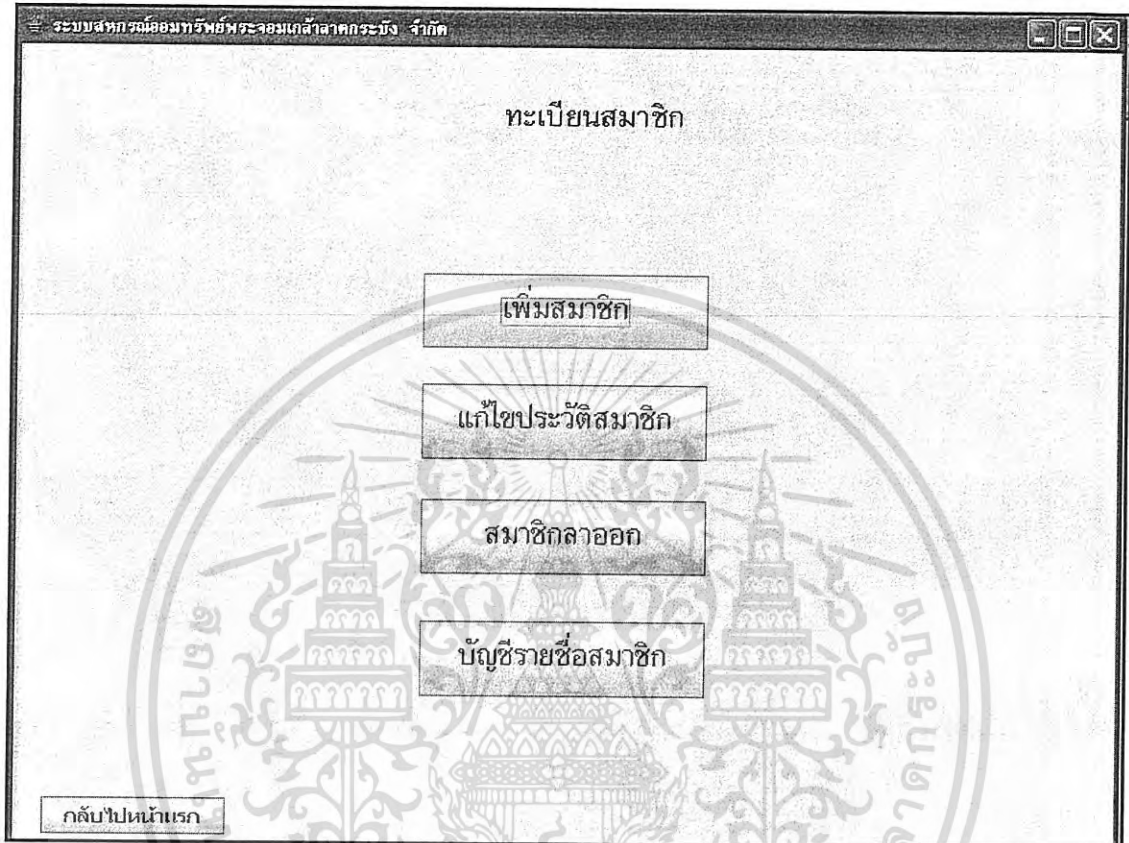 ระบบสหกรณ์ออมทรัพย์พระจอมเกล้าลาดกระบัง จำกัด
ทะเบียนสมาชิก
เพิ่มสมาชิก
แก้ไขประวัติสมาชิก
สมาชิกลาออก
บัญชีรายชื่อสมาชิก
กลับไปหน้าแรก